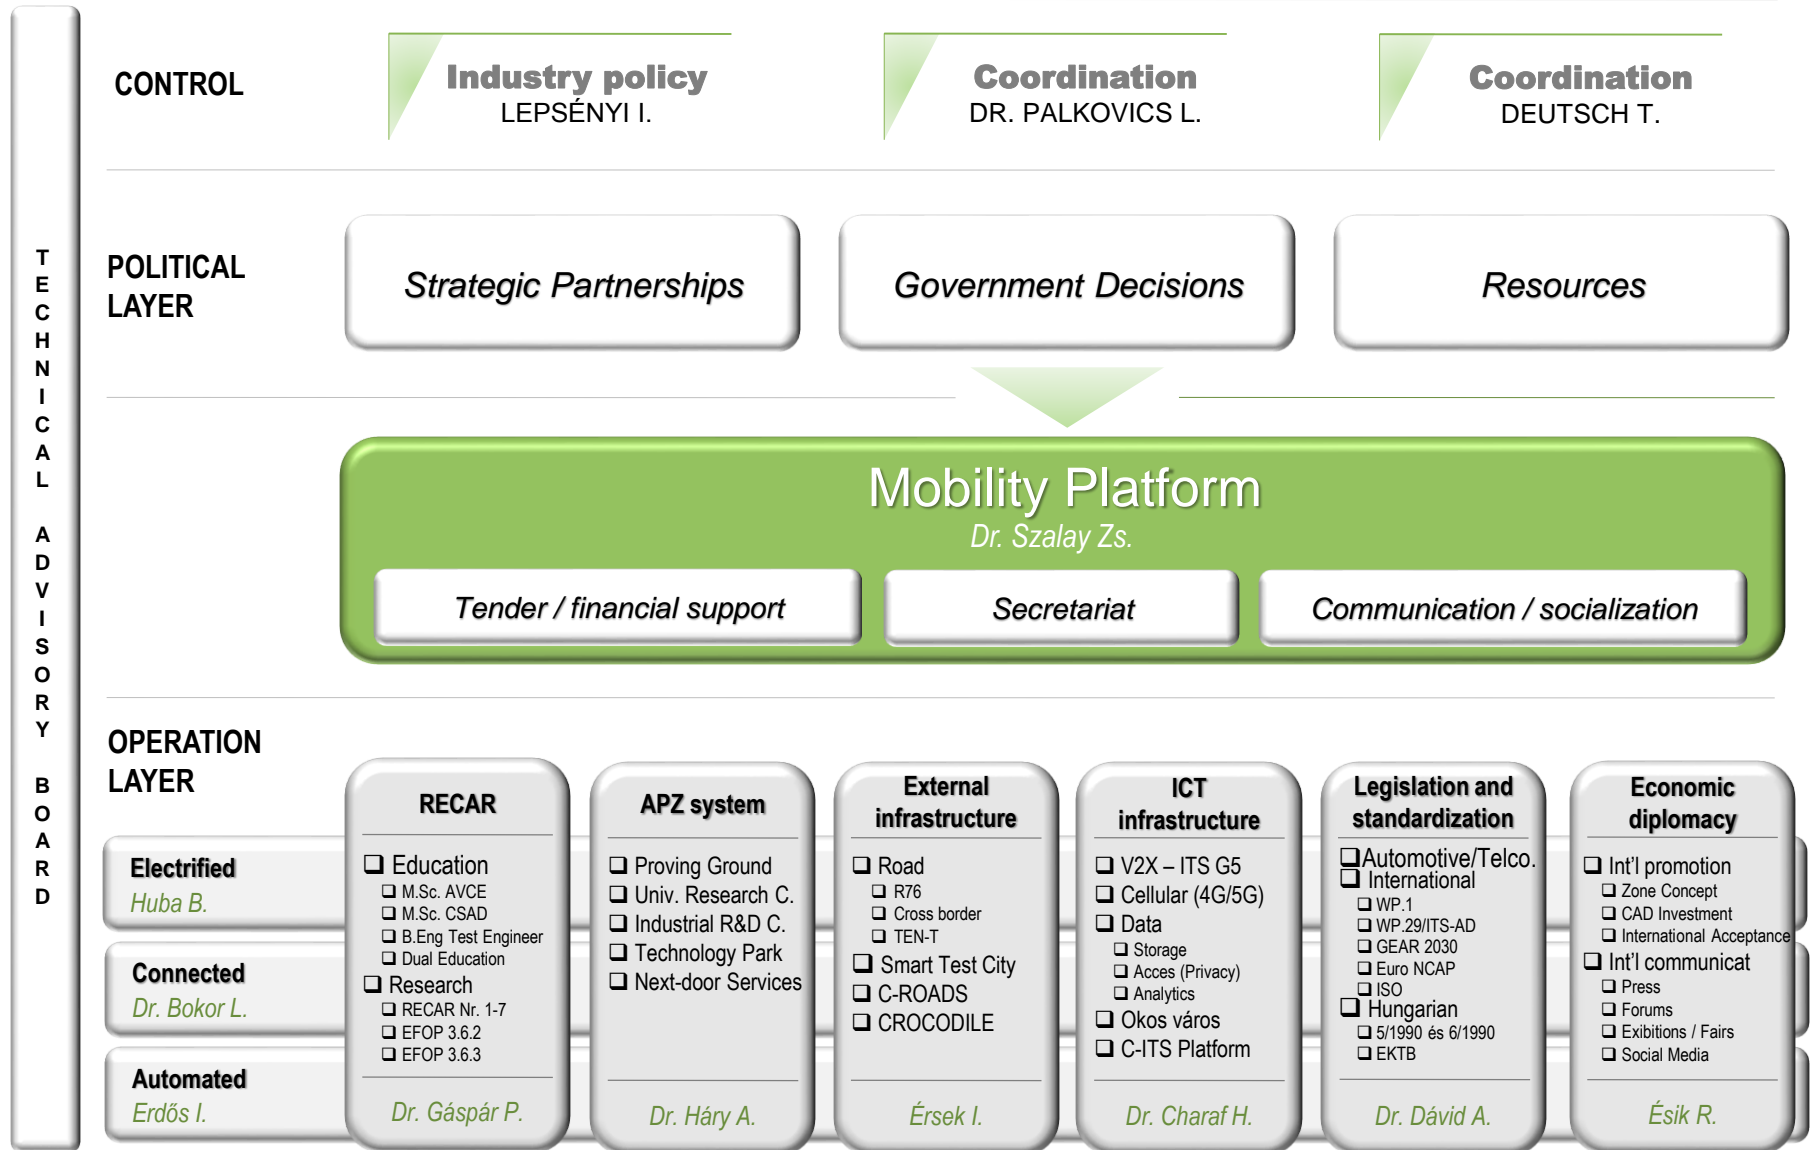 TECHNICAL ADVISORY BOARD
CONTROL
Industry policy
LEPSÉNYI I.
Coordination
DR. PALKOVICS L.
Coordination
DEUTSCH T.
POLITICAL
LAYER
Strategic Partnerships
Government Decisions
Resources
Mobility Platform
Dr. Szalay Zs.
Tender / financial support
Secretariat
Communication / socialization
OPERATION
LAYER
Electrified
Huba B.
Connected
Dr. Bokor L.
Automated
Erdős I.
RECAR
❑ Education
❑ M.Sc. AVCE
❑ M.Sc. CSAD
❑ B.Eng Test Engineer
❑ Dual Education
❑ Research
❑ RECAR Nr. 1-7
❑ EFOP 3.6.2
❑ EFOP 3.6.3
Dr. Gáspár P.
APZ system
❑ Proving Ground
❑ Univ. Research C.
❑ Industrial R&D C.
❑ Technology Park
❑ Next-door Services
Dr. Háry A.
External
infrastructure
❑ Road
❑ R76
❑ Cross border
❑ TEN-T
❑ Smart Test City
❑ C-ROADS
❑ CROCODILE
Érsek I.
ICT
infrastructure
❑ V2X – ITS G5
❑ Cellular (4G/5G)
❑ Data
❑ Storage
❑ Acces (Privacy)
❑ Analytics
❑ Okos város
❑ C-ITS Platform
Dr. Charaf H.
Legislation and
standardization
❑Automotive/Telco.
❑ International
❑ WP.1
❑ WP.29/ITS-AD
❑ GEAR 2030
❑ Euro NCAP
❑ ISO
❑ Hungarian
❑ 5/1990 és 6/1990
❑ EKTB
Dr. Dávid A.
Economic
diplomacy
❑ Int'l promotion
❑ Zone Concept
❑ CAD Investment
❑ International Acceptance
❑ Int'l communicat
❑ Press
❑ Forums
❑ Exibitions / Fairs
❑ Social Media
Ésik R.